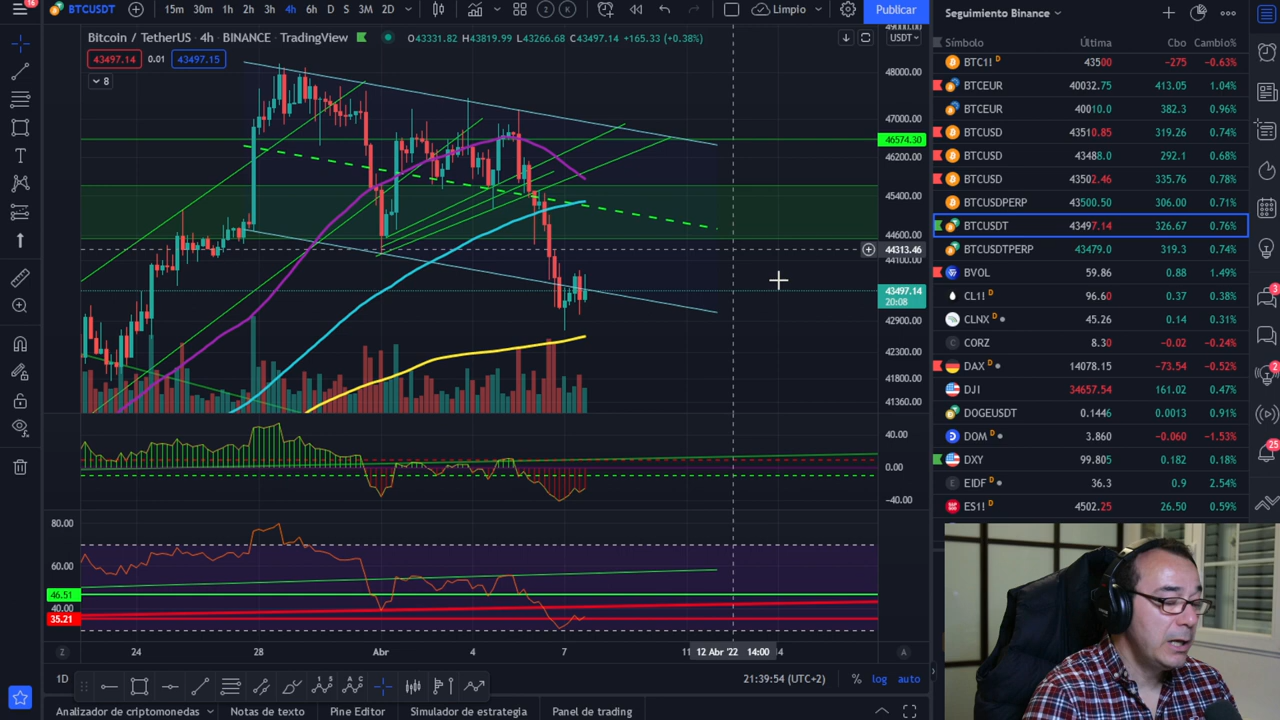 16
BTCUSDT
15m 30m 1h 2h 3h 4h 6h D S 3M 2D
2
K
Limpio
Publicar
Bitcoin / TetherUS · 4h · BINANCE · TradingView
O43331.82 H43819.99 L43266.68 C43497.14 +165.33 (+0.38%)
43497.14 0.01 43497.15
8
49000.00
USDT
48000.00
47000.00
46574.30
46200.00
45400.00
44600.00
44313.46
44100.00
43497.14
20:08
42900.00
42300.00
41800.00
41360.00
40.00
0.00
−40.00
80.00
60.00
46.51
40.00
35.21
Z
24 28 Abr 4 7 11 12 Abr '22 14:00 14
A
1D
21:39:54 (UTC+2)
% log auto
Analizador de criptomonedas Notas de texto Pine Editor Simulador de estrategia Panel de trading
Seguimiento Binance
Símbolo Última Cbo Cambio%
BTC1! D 43500 −275 −0.63%
BTCEUR 40032.75 413.05 1.04%
BTCEUR 40010.0 382.3 0.96%
BTCUSD 43510.85 319.26 0.74%
BTCUSD 43488.0 292.1 0.68%
BTCUSD 43502.46 335.76 0.78%
BTCUSDPERP 43500.50 306.00 0.71%
BTCUSDT 43497.14 326.67 0.76%
BTCUSDTPERP 43479.0 319.3 0.74%
BVOL 59.86 0.88 1.49%
CL1! D 96.60 0.37 0.38%
CLNX 45.26 0.14 0.31%
CORZ 8.30 −0.02 −0.24%
DAX D 14078.15 −73.54 −0.52%
DJI 34657.54 161.02 0.47%
DOGEUSDT 0.1446 0.0013 0.91%
DOM D 3.860 −0.060 −1.53%
DXY 99.805 0.182 0.18%
EIDF D 36.3 0.9 2.54%
ES1! D 4502.25 26.50 0.59%
3
2
25